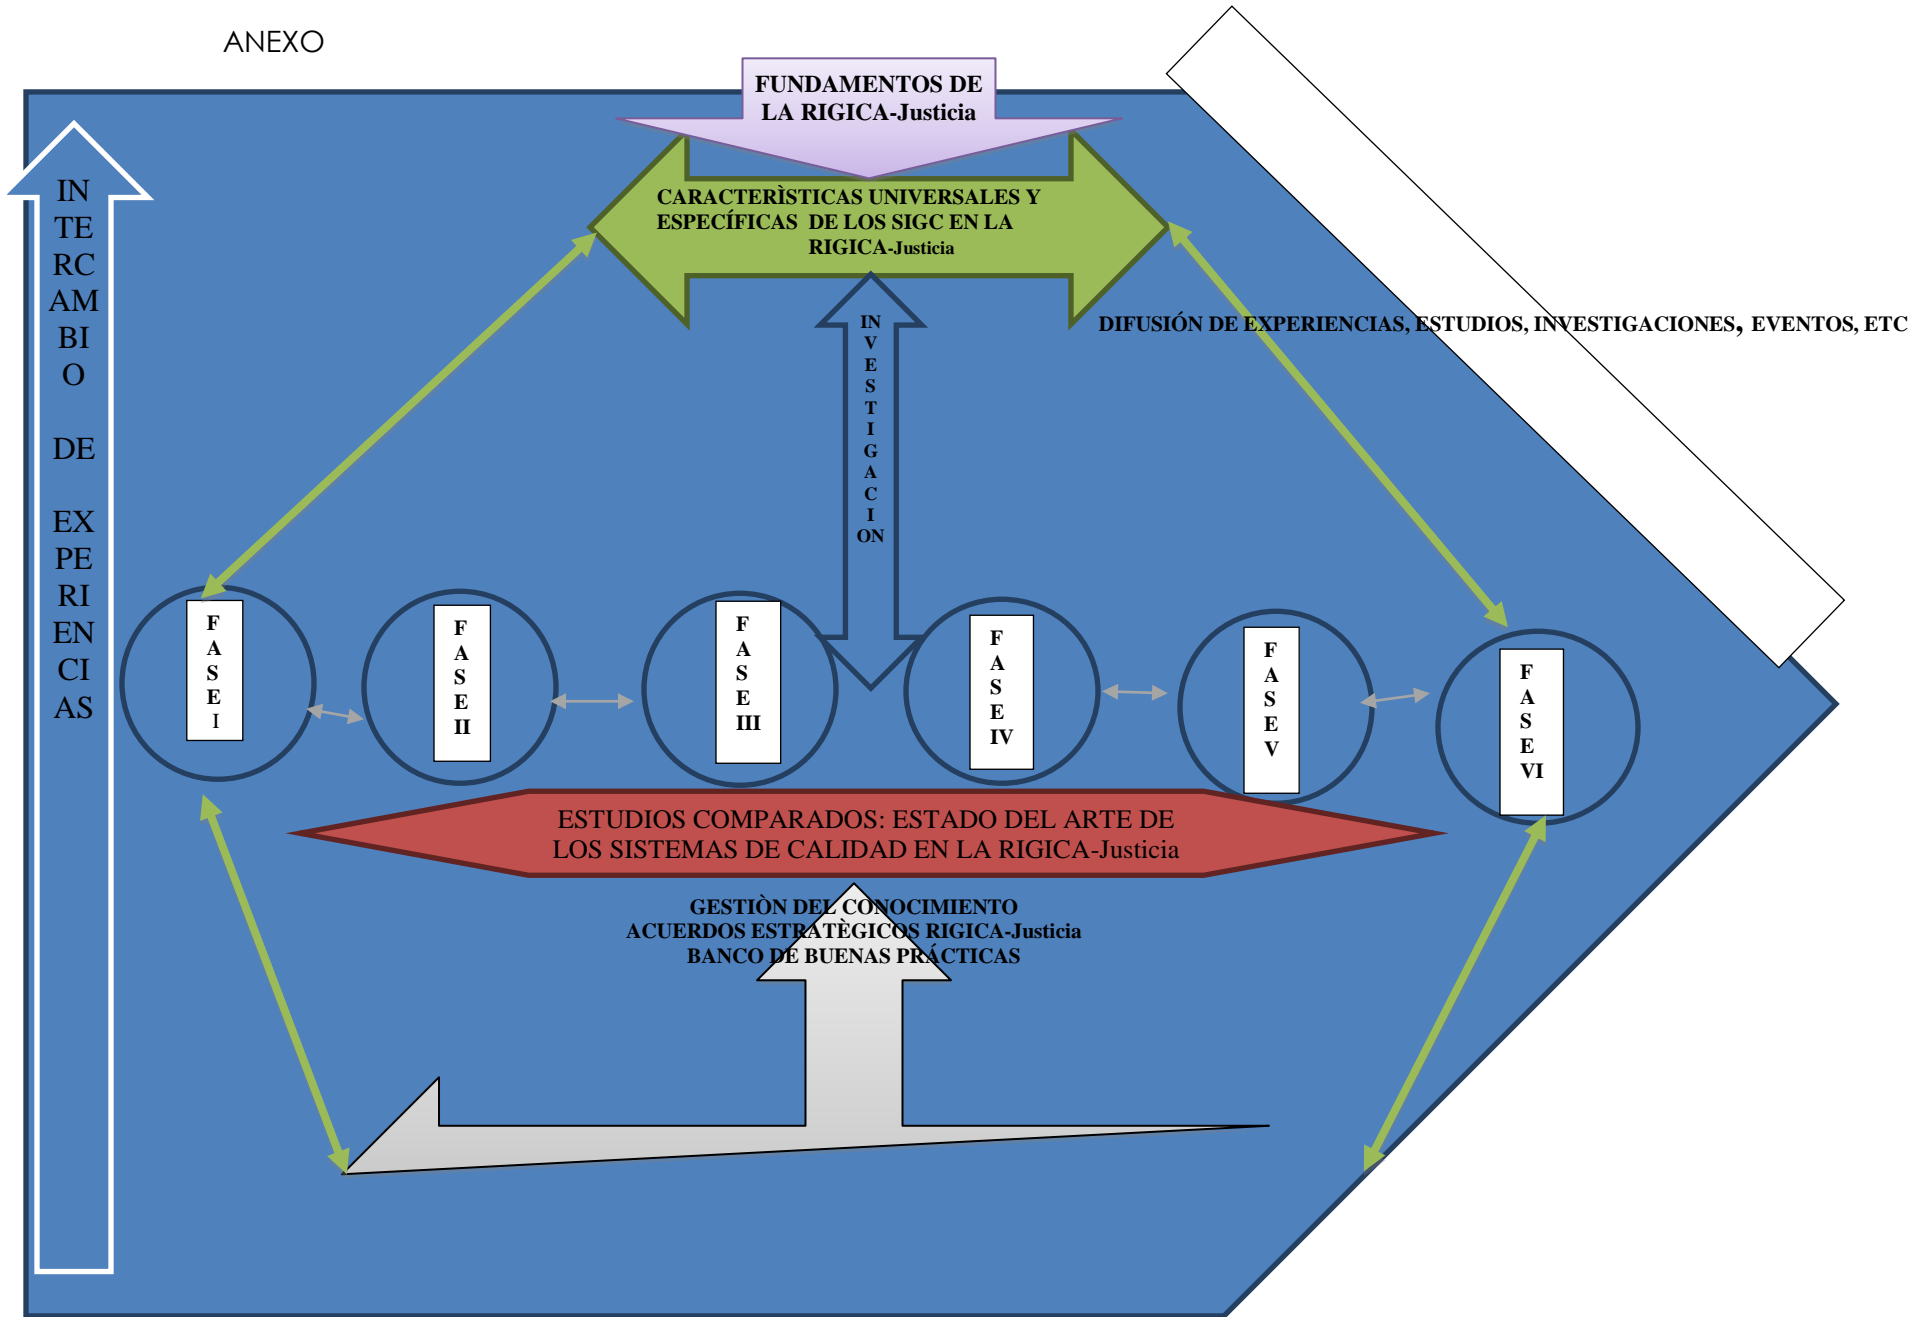 ANEXO
FUNDAMENTOS DE
LA RIGICA-Justicia
CARACTERÌSTICAS UNIVERSALES Y
ESPECÍFICAS DE LOS SIGC EN LA
RIGICA-Justicia
IN
TE
RC
AM
BI
O
DE
EX
PE
RI
EN
CI
AS
IN
V
E
S
T
I
G
A
C
I
ON
DIFUSIÓN DE EXPERIENCIAS, ESTUDIOS, INVESTIGACIONES, EVENTOS, ETC
F
A
S
E I
F
A
S
E
II
F
A
S
E
III
F
A
S
E
IV
F
A
S
E
V
F
A
S
E
VI
ESTUDIOS COMPARADOS: ESTADO DEL ARTE DE
LOS SISTEMAS DE CALIDAD EN LA RIGICA-Justicia
GESTIÒN DEL CONOCIMIENTO
ACUERDOS ESTRATÈGICOS RIGICA-Justicia
BANCO DE BUENAS PRÁCTICAS